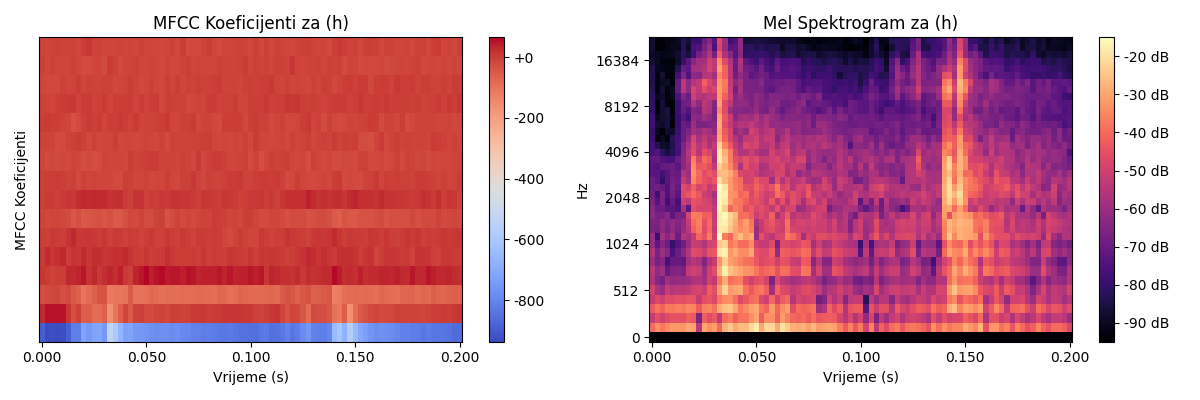 MFCC Koeficijenti za (h)
MFCC Koeficijenti
+0
-200
-400
-600
-800
0.000 0.050 0.100 0.150 0.200
Vrijeme (s)
Mel Spektrogram za (h)
Hz
16384
8192
4096
2048
1024
512
0
-20 dB
-30 dB
-40 dB
-50 dB
-60 dB
-70 dB
-80 dB
-90 dB
0.000 0.050 0.100 0.150 0.200
Vrijeme (s)